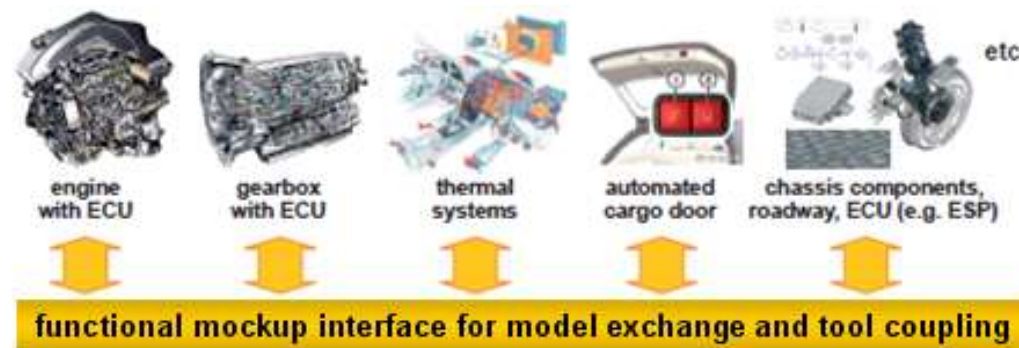 etc
engine
with ECU
gearbox
with ECU
thermal
systems
automated
cargo door
chassis components,
roadway, ECU (e.g. ESP)
functional mockup interface for model exchange and tool coupling